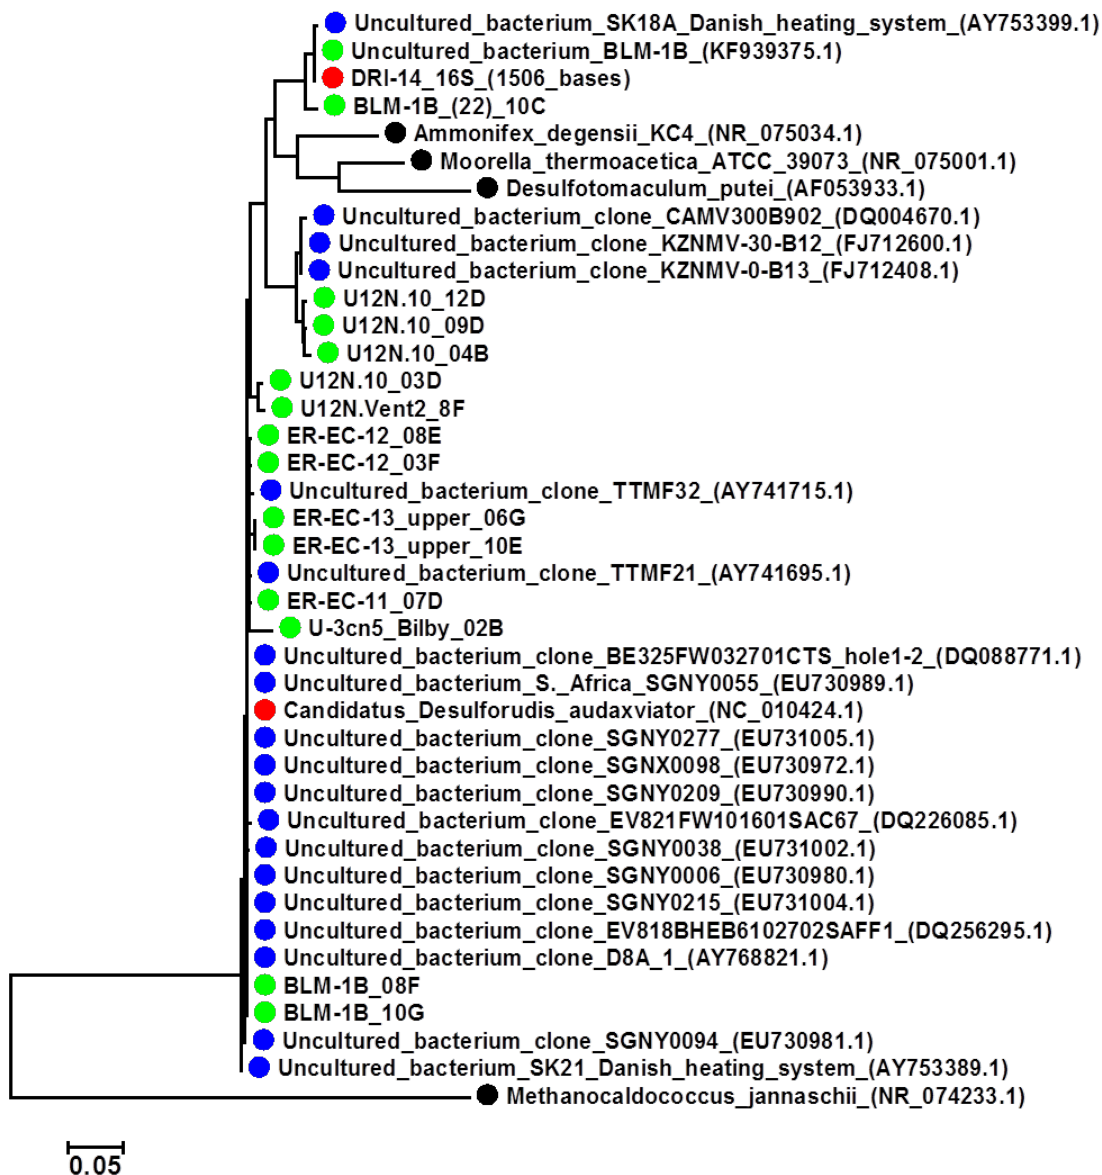 Uncultured_bacterium_SK18A_Danish_heating_system_(AY753399.1)
Uncultured_bacterium_BLM-1B_(KF939375.1)
DRI-14_16S_(1506_bases)
BLM-1B_(22)_10C
Ammonifex_degensii_KC4_(NR_075034.1)
Moorella_thermoacetica_ATCC_39073_(NR_075001.1)
Desulfotomaculum_putei_(AF053933.1)
Uncultured_bacterium_clone_CAMV300B902_(DQ004670.1)
Uncultured_bacterium_clone_KZNMV-30-B12_(FJ712600.1)
Uncultured_bacterium_clone_KZNMV-0-B13_(FJ712408.1)
U12N.10_12D
U12N.10_09D
U12N.10_04B
U12N.10_03D
U12N.Vent2_8F
ER-EC-12_08E
ER-EC-12_03F
Uncultured_bacterium_clone_TTMF32_(AY741715.1)
ER-EC-13_upper_06G
ER-EC-13_upper_10E
Uncultured_bacterium_clone_TTMF21_(AY741695.1)
ER-EC-11_07D
U-3cn5_Bilby_02B
Uncultured_bacterium_clone_BE325FW032701CTS_hole1-2_(DQ088771.1)
Uncultured_bacterium_S._Africa_SGNY0055_(EU730989.1)
Candidatus_Desulforudis_audaxviator_(NC_010424.1)
Uncultured_bacterium_clone_SGNY0277_(EU731005.1)
Uncultured_bacterium_clone_SGNX0098_(EU730972.1)
Uncultured_bacterium_clone_SGNY0209_(EU730990.1)
Uncultured_bacterium_clone_EV821FW101601SAC67_(DQ226085.1)
Uncultured_bacterium_clone_SGNY0038_(EU731002.1)
Uncultured_bacterium_clone_SGNY0006_(EU730980.1)
Uncultured_bacterium_clone_SGNY0215_(EU731004.1)
Uncultured_bacterium_clone_EV818BHEB6102702SAFF1_(DQ256295.1)
Uncultured_bacterium_clone_D8A_1_(AY768821.1)
BLM-1B_08F
BLM-1B_10G
Uncultured_bacterium_clone_SGNY0094_(EU730981.1)
Uncultured_bacterium_SK21_Danish_heating_system_(AY753389.1)
Methanocaldococcus_jannaschii_(NR_074233.1)
0.05